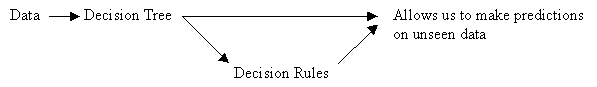 Data
Decision Tree
Allows us to make predictions
on unseen data
Decision Rules